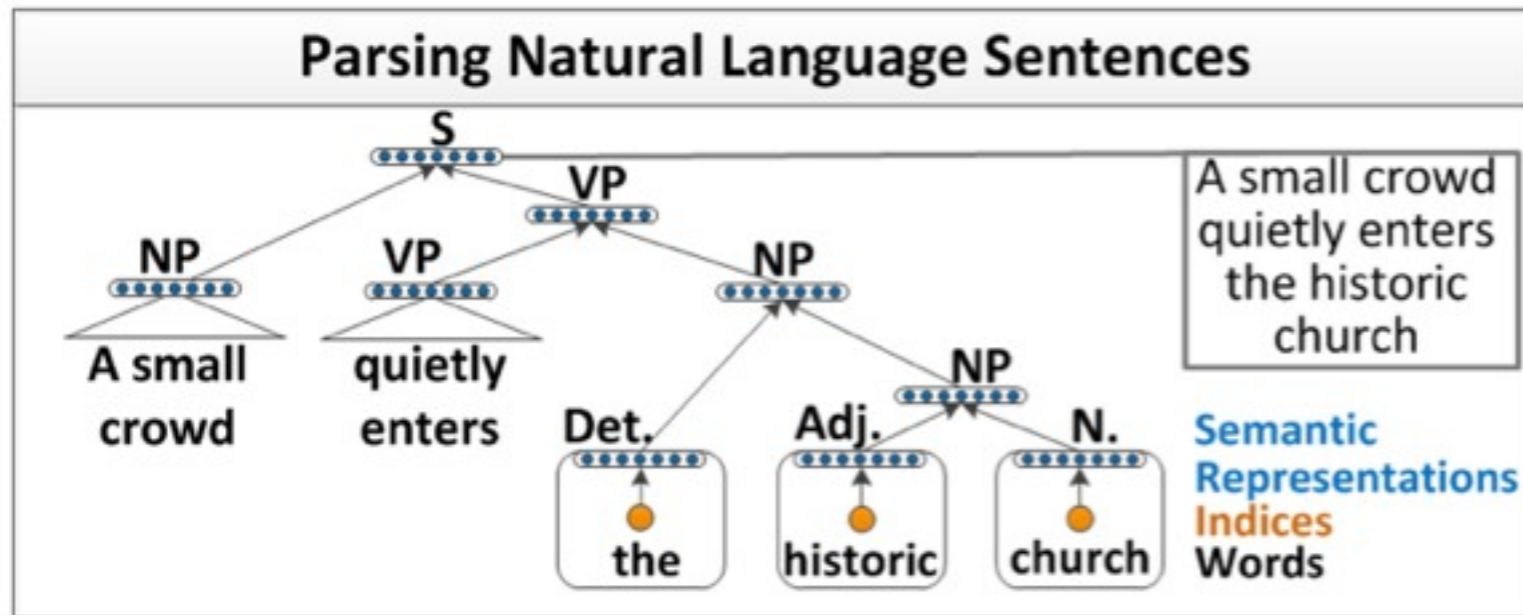 Parsing Natural Language Sentences
S
VP
NP
VP
NP
A small
crowd
quietly
enters
NP
Det.
Adj.
N.
the
historic
church
A small crowd
quietly enters
the historic
church
Semantic
Representations
Indices
Words